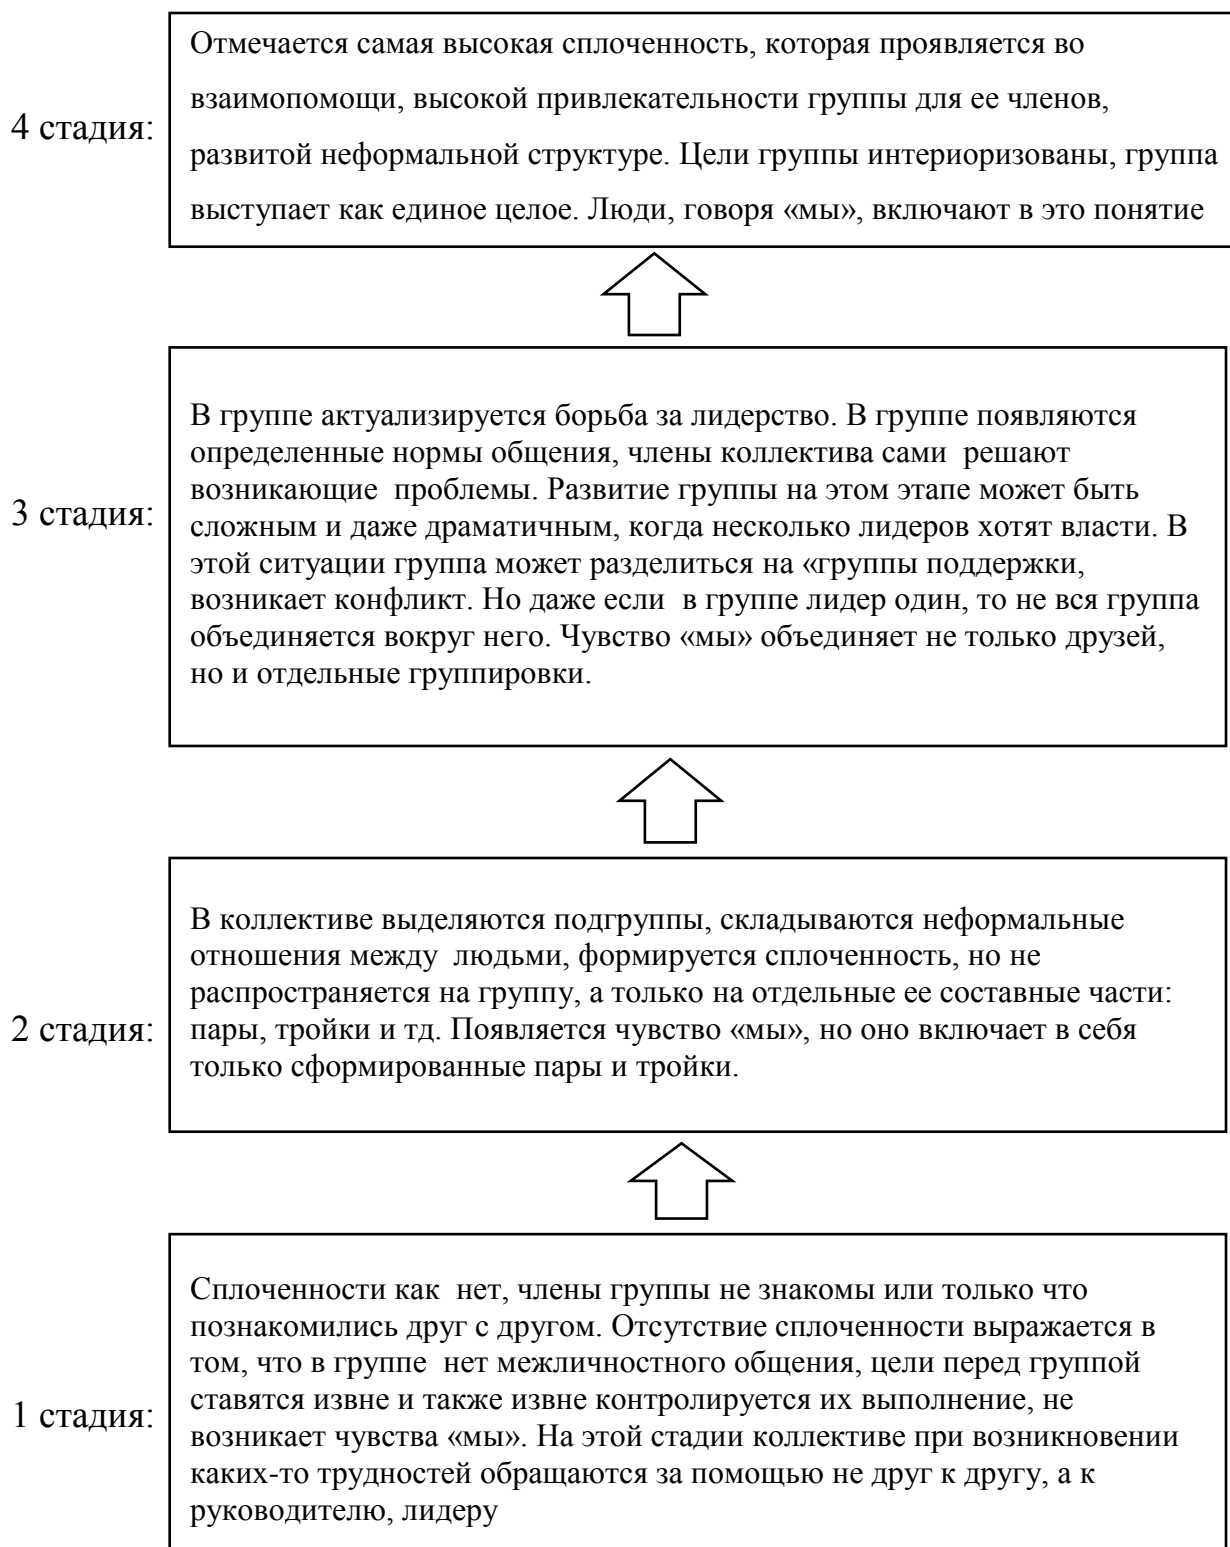 Отмечается самая высокая сплоченность, которая проявляется во
взаимопомощи, высокой привлекательности группы для ее членов,
4 стадия:
развитой неформальной структуре. Цели группы интериоризованы, группа
выступает как единое целое. Люди, говоря «мы», включают в это понятие
В группе актуализируется борьба за лидерство. В группе появляются
определенные нормы общения, члены коллектива сами  решают
возникающие  проблемы. Развитие группы на этом этапе может быть
3 стадия:
сложным и даже драматичным, когда несколько лидеров хотят власти. В
этой ситуации группа может разделиться на «группы поддержки,
возникает конфликт. Но даже если  в группе лидер один, то не вся группа
объединяется вокруг него. Чувство «мы» объединяет не только друзей,
но и отдельные группировки.
В коллективе выделяются подгруппы, складываются неформальные
отношения между  людьми, формируется сплоченность, но не
распространяется на группу, а только на отдельные ее составные части:
2 стадия:
пары, тройки и тд. Появляется чувство «мы», но оно включает в себя
только сформированные пары и тройки.
Сплоченности как  нет, члены группы не знакомы или только что
познакомились друг с другом. Отсутствие сплоченности выражается в
том, что в группе  нет межличностного общения, цели перед группой
ставятся извне и также извне контролируется их выполнение, не
1 стадия:
возникает чувства «мы». На этой стадии коллективе при возникновении
каких-то трудностей обращаются за помощью не друг к другу, а к
руководителю, лидеру